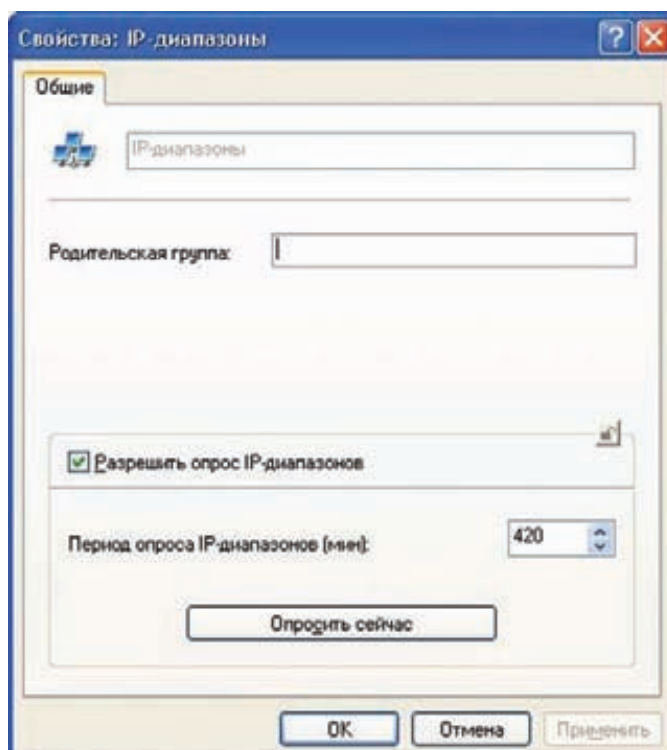 Свойства: IP-диапазоны
Общие
IP-диапазоны
Родительская группа:
Разрешить опрос IP-диапазонов
Период опроса IP-диапазонов (мин):
420
Опросить сейчас
OK
Отмена
Применить